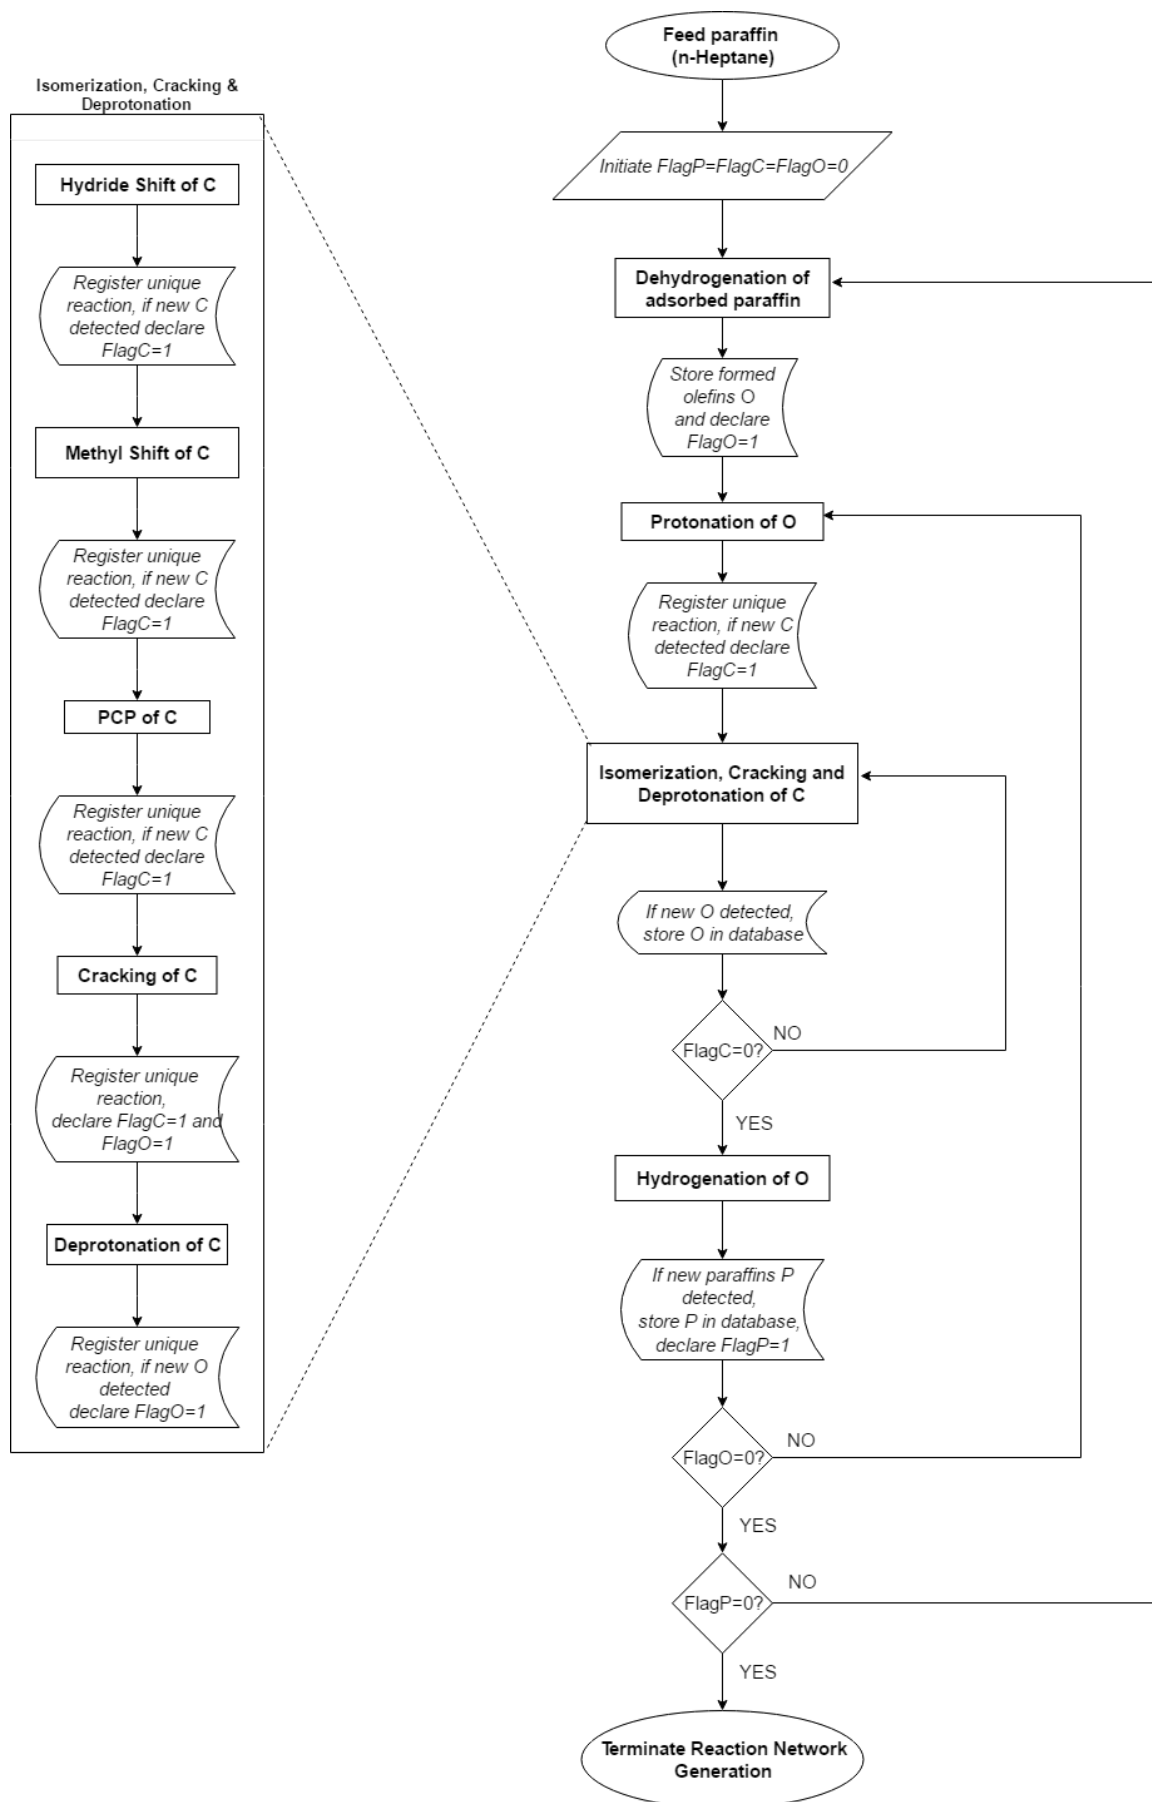 Isomerization, Cracking &
Deprotonation
Hydride Shift of C
Register unique
reaction, if new C
detected declare
FlagC=1
Methyl Shift of C
Register unique
reaction, if new C
detected declare
FlagC=1
PCP of C
Register unique
reaction, if new C
detected declare
FlagC=1
Cracking of C
Register unique
reaction,
declare FlagC=1 and
FlagO=1
Deprotonation of C
Register unique
reaction, if new O
detected
declare FlagO=1
Feed paraffin
(n-Heptane)
Initiate FlagP=FlagC=FlagO=0
Dehydrogenation of
adsorbed paraffin
Store formed
olefins O
and declare
FlagO=1
Protonation of O
Register unique
reaction, if new C
detected declare
FlagC=1
Isomerization, Cracking and
Deprotonation of C
If new O detected,
store O in database
FlagC=0?
NO
YES
Hydrogenation of O
If new paraffins P
detected,
store P in database,
declare FlagP=1
FlagO=0?
NO
YES
FlagP=0?
NO
YES
Terminate Reaction Network
Generation